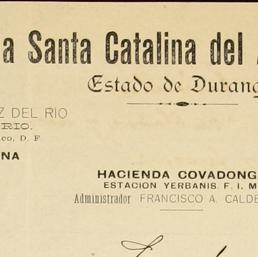 a Santa Catalina del
Estado de Durang
Z DEL RIO
RIO.
co, D. F.
NA
HACIENDA COVADONG
ESTACION YERBANIS. F. I. M
Administrador FRANCISCO A. CALDE